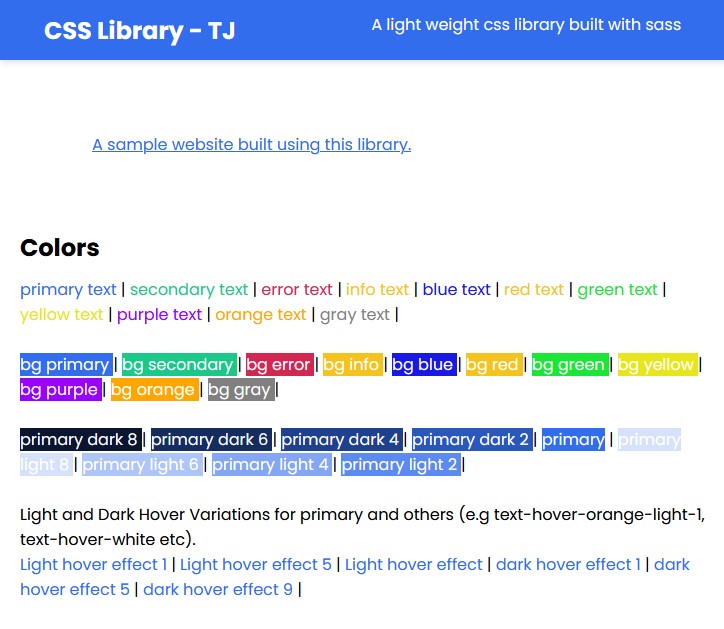 CSS Library - TJ
A light weight css library built with sass
A sample website built using this library.
Colors
primary text | secondary text | error text | info text | blue text | red text | green text |
yellow text | purple text | orange text | gray text |
bg primary | bg secondary | bg error | bg info | bg blue | bg red | bg green | bg yellow |
bg purple | bg orange | bg gray |
primary dark 8 | primary dark 6 | primary dark 4 | primary dark 2 | primary | primary
light 8 | primary light 6 | primary light 4 | primary light 2 |
Light and Dark Hover Variations for primary and others (e.g text-hover-orange-light-1,
text-hover-white etc).
Light hover effect 1 | Light hover effect 5 | Light hover effect | dark hover effect 1 | dark
hover effect 5 | dark hover effect 9 |